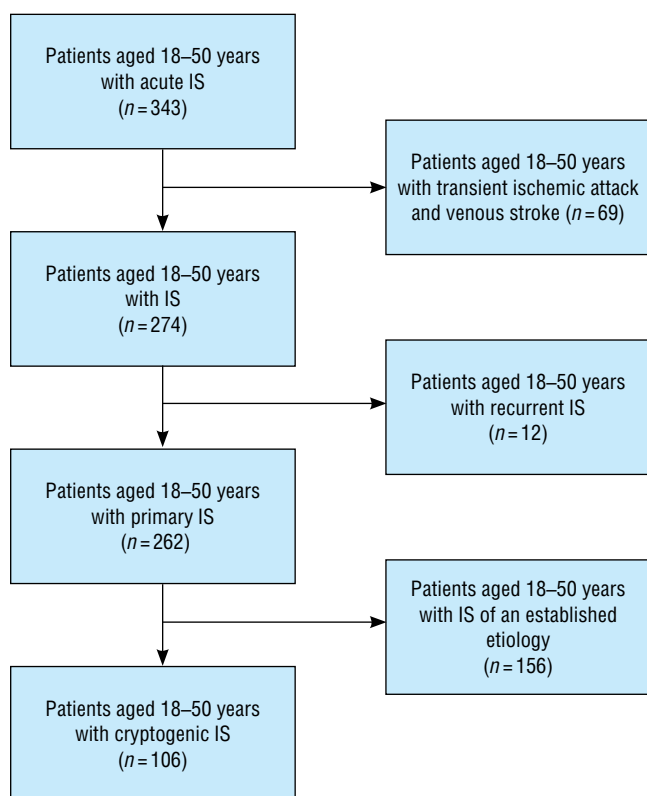 Patients aged 18–50 years
with acute IS
(n = 343)
Patients aged 18–50 years
with transient ischemic attack
and venous stroke (n = 69)
Patients aged 18–50 years
with IS
(n = 274)
Patients aged 18–50 years
with recurrent IS
(n = 12)
Patients aged 18–50 years
with primary IS
(n = 262)
Patients aged 18–50 years
with IS of an established
etiology
(n = 156)
Patients aged 18–50 years
with cryptogenic IS
(n = 106)